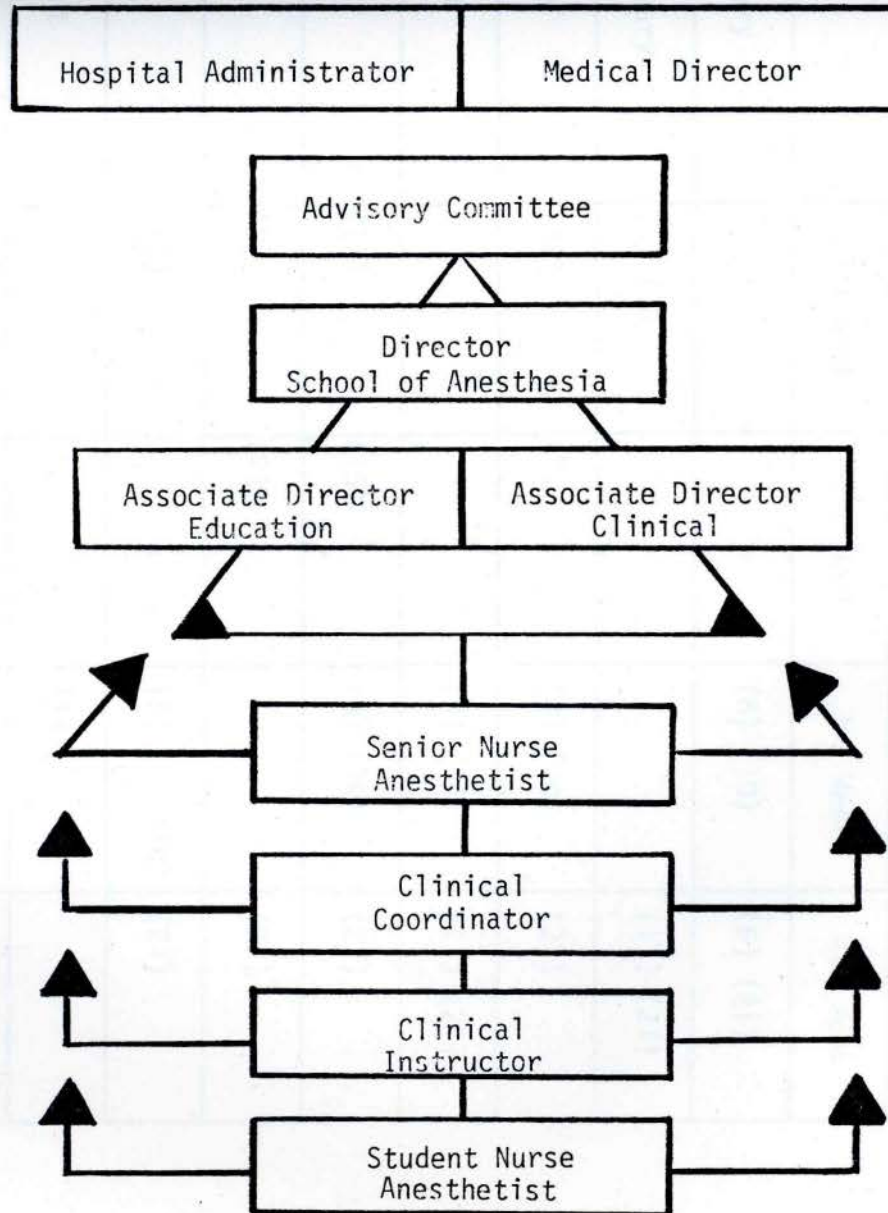 Hospital Administrator
Medical Director
Advisory Committee
Director
School of Anesthesia
Associate Director
Education
Associate Director
Clinical
Senior Nurse
Anesthetist
Clinical
Coordinator
Clinical
Instructor
Student Nurse
Anesthetist